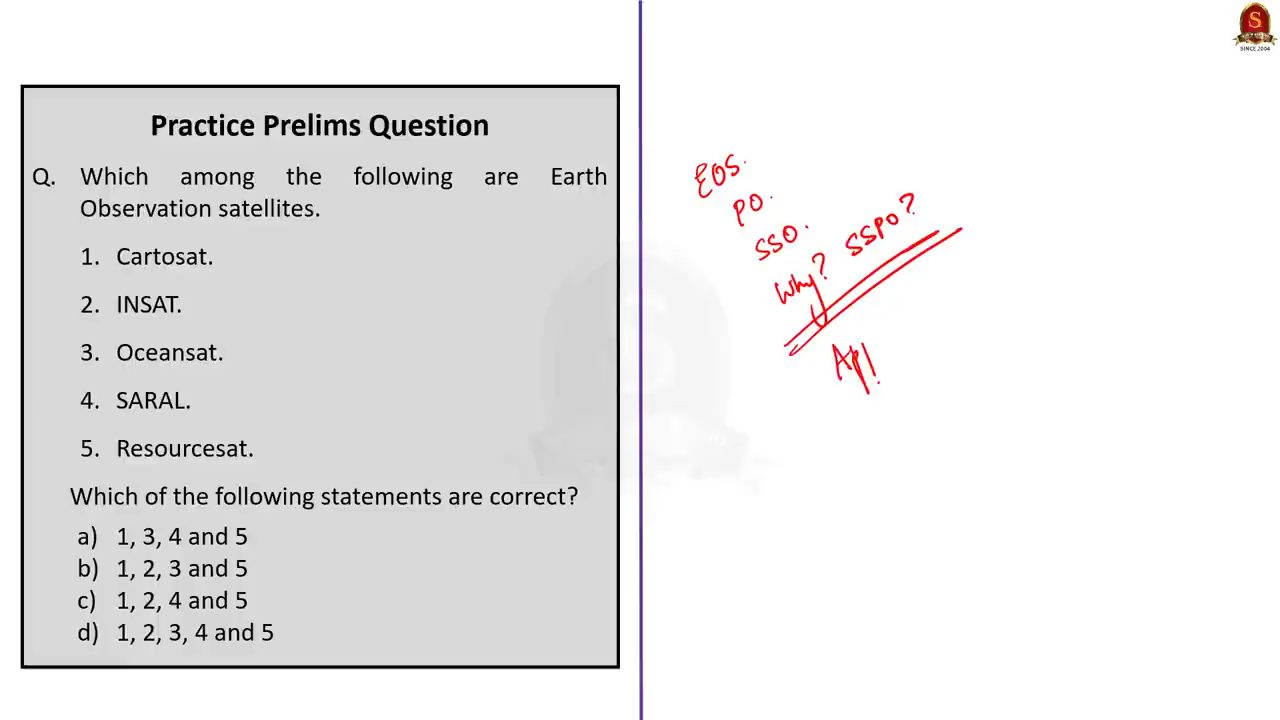 S
SINCE 2004
Practice Prelims Question
Q. Which among the following are Earth
Observation satellites.
1. Cartosat.
2. INSAT.
3. Oceansat.
4. SARAL.
5. Resourcesat.
Which of the following statements are correct?
a) 1, 3, 4 and 5
b) 1, 2, 3 and 5
c) 1, 2, 4 and 5
d) 1, 2, 3, 4 and 5
EOS.
PO.
SSO.
Why? SSPO?